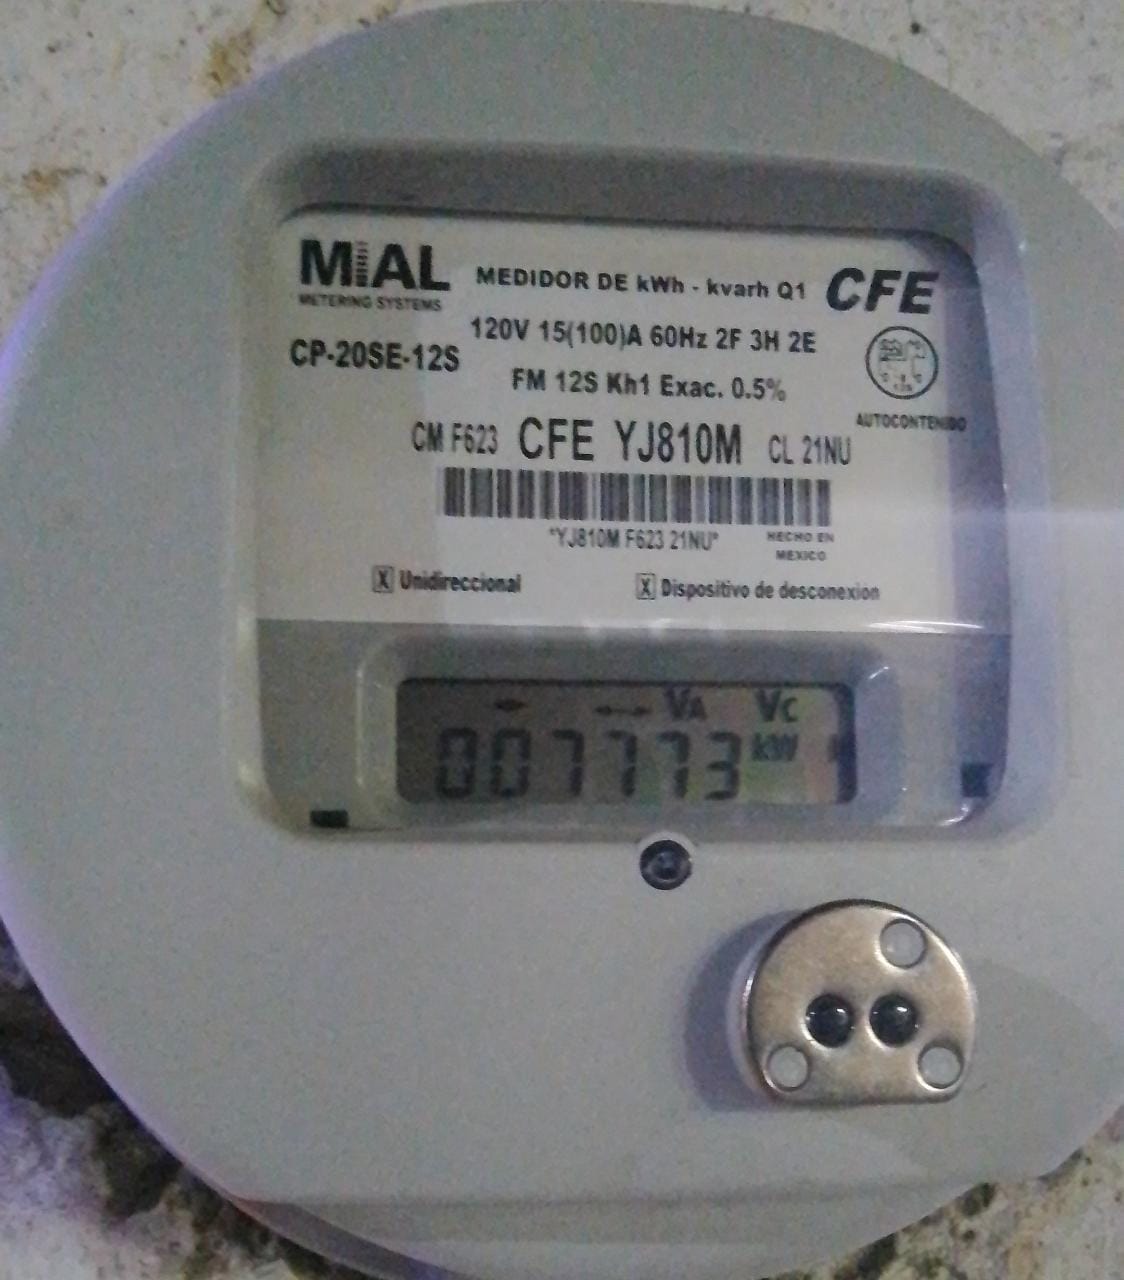 MIAL
METERING SYSTEMS
MEDIDOR DE kWh - kvarh Q1
CFE
120V 15(100)A 60Hz 2F 3H 2E
CP-20SE-12S
FM 12S Kh1 Exac. 0.5%
AUTOCONTENIDO
CM F623 CFE YJ810M CL 21NU
*YJ810M F623 21NU*
HECHO EN
MEXICO
X Unidireccional
X Dispositivo de desconexión
VA VC
007773 kW